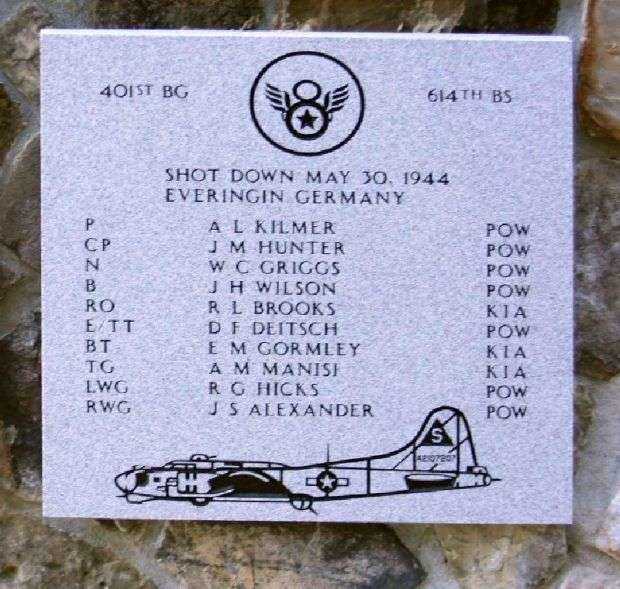 401ST BG 614TH BS
SHOT DOWN MAY 30, 1944
EVERINGIN GERMANY
P A L KILMER POW
CP J M HUNTER POW
N W C GRIGGS POW
B J H WILSON POW
RO R L BROOKS KIA
E/TT D F DEITSCH POW
BT E M GORMLEY KIA
TG A M MANISI KIA
LWG R G HICKS POW
RWG J S ALEXANDER POW
S
A2107207